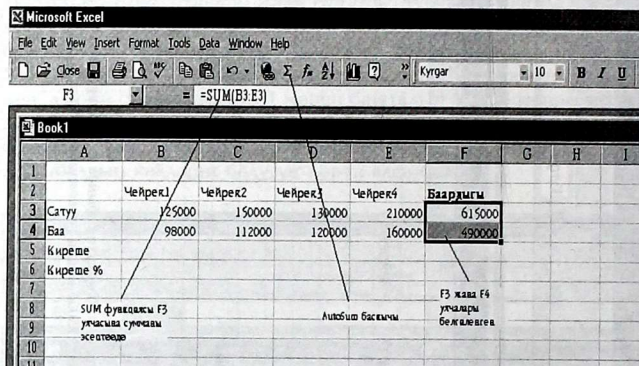 Microsoft Excel
File Edit View Insert Format Tools Data Window Help
Close Σ Kyrgar 10 B I U
F3 = =SUM(B3:E3)
Book1
A B C D E F G H I
1
2 Чейрек1 Чейрек2 Чейрек3 Чейрек4 Баардыгы
3 Сатуу 125000 150000 130000 210000 615000
4 Баа 98000 112000 120000 160000 490000
5 Киреше
6 Киреше %
7
8
9
10
11
SUM функциясы F3
уячасына сумманы
эсептөөдө
Автобит баскычы
F3 жана F4
уячалары
белгиленген